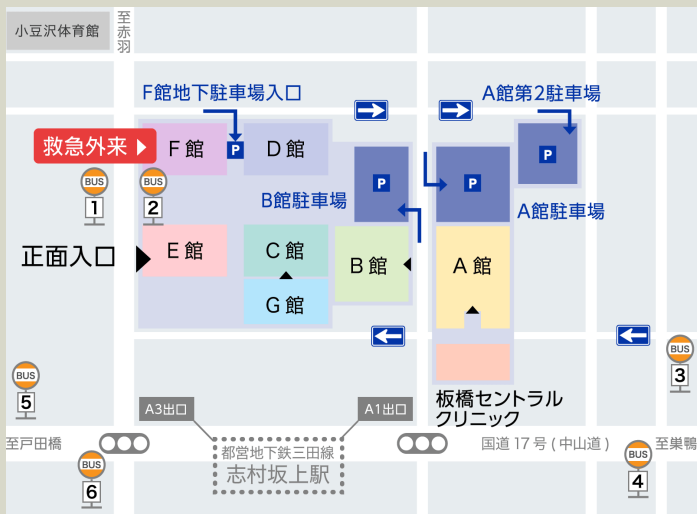 小豆沢体育館
至赤羽
F館地下駐車場入口
A館第2駐車場
救急外来
F館
P
D館
P
P
P
BUS
1
BUS
2
B館駐車場
A館駐車場
正面入口
E館
C館
B館
A館
G館
BUS
3
BUS
5
板橋セントラル
クリニック
A3出口
A1出口
至戸田橋
都営地下鉄三田線
志村坂上駅
国道17号(中山道)
至巣鴨
BUS
6
BUS
4